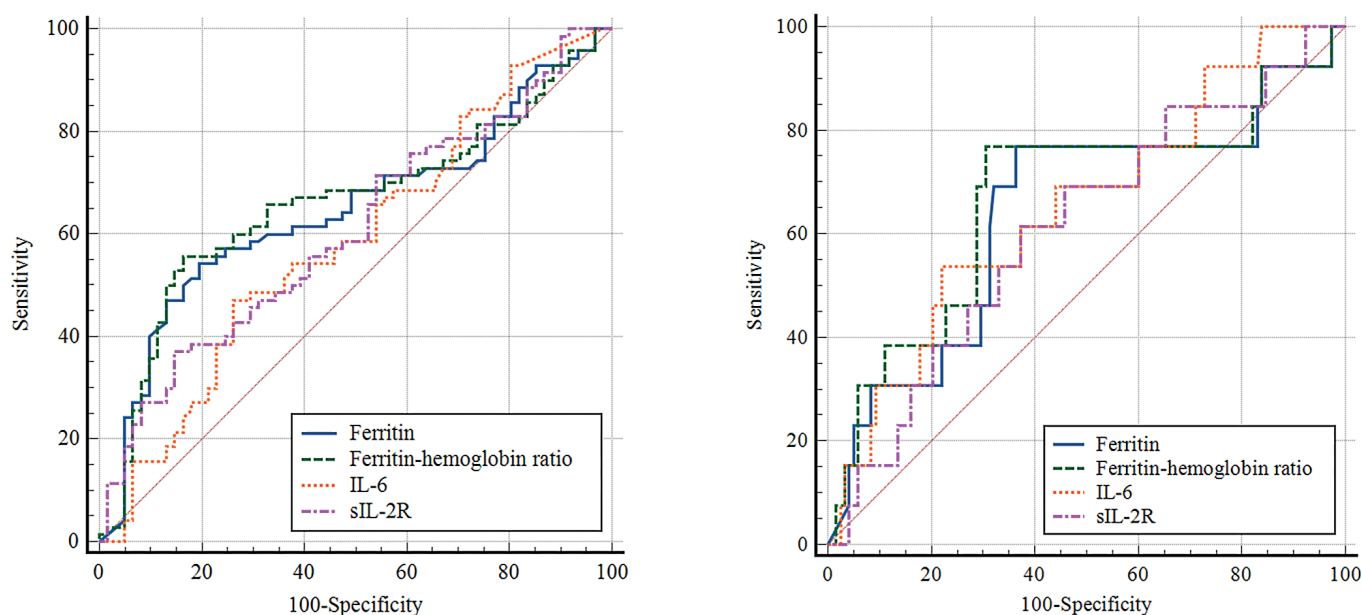 100
80
60
40
20
0
Sensitivity
0 20 40 60 80 100
100-Specificity
Ferritin
Ferritin-hemoglobin ratio
IL-6
sIL-2R
100
80
60
40
20
0
Sensitivity
0 20 40 60 80 100
100-Specificity
Ferritin
Ferritin-hemoglobin ratio
IL-6
sIL-2R